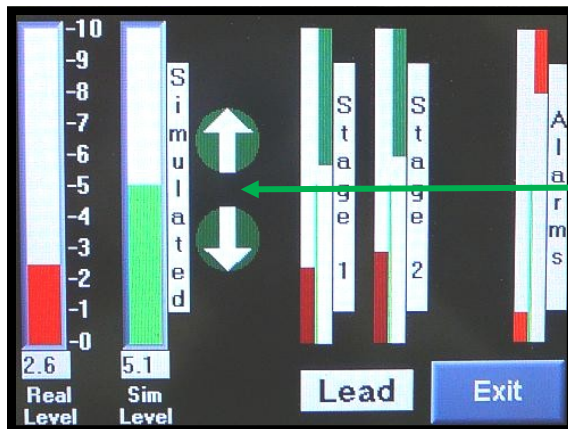 -10
-9
-8
-7
-6
-5
-4
-3
-2
-1
-0
2.6
Real
Level
5.1
Sim
Level
Simulated
Stage 1
Stage 2
Alarms
Lead
Exit